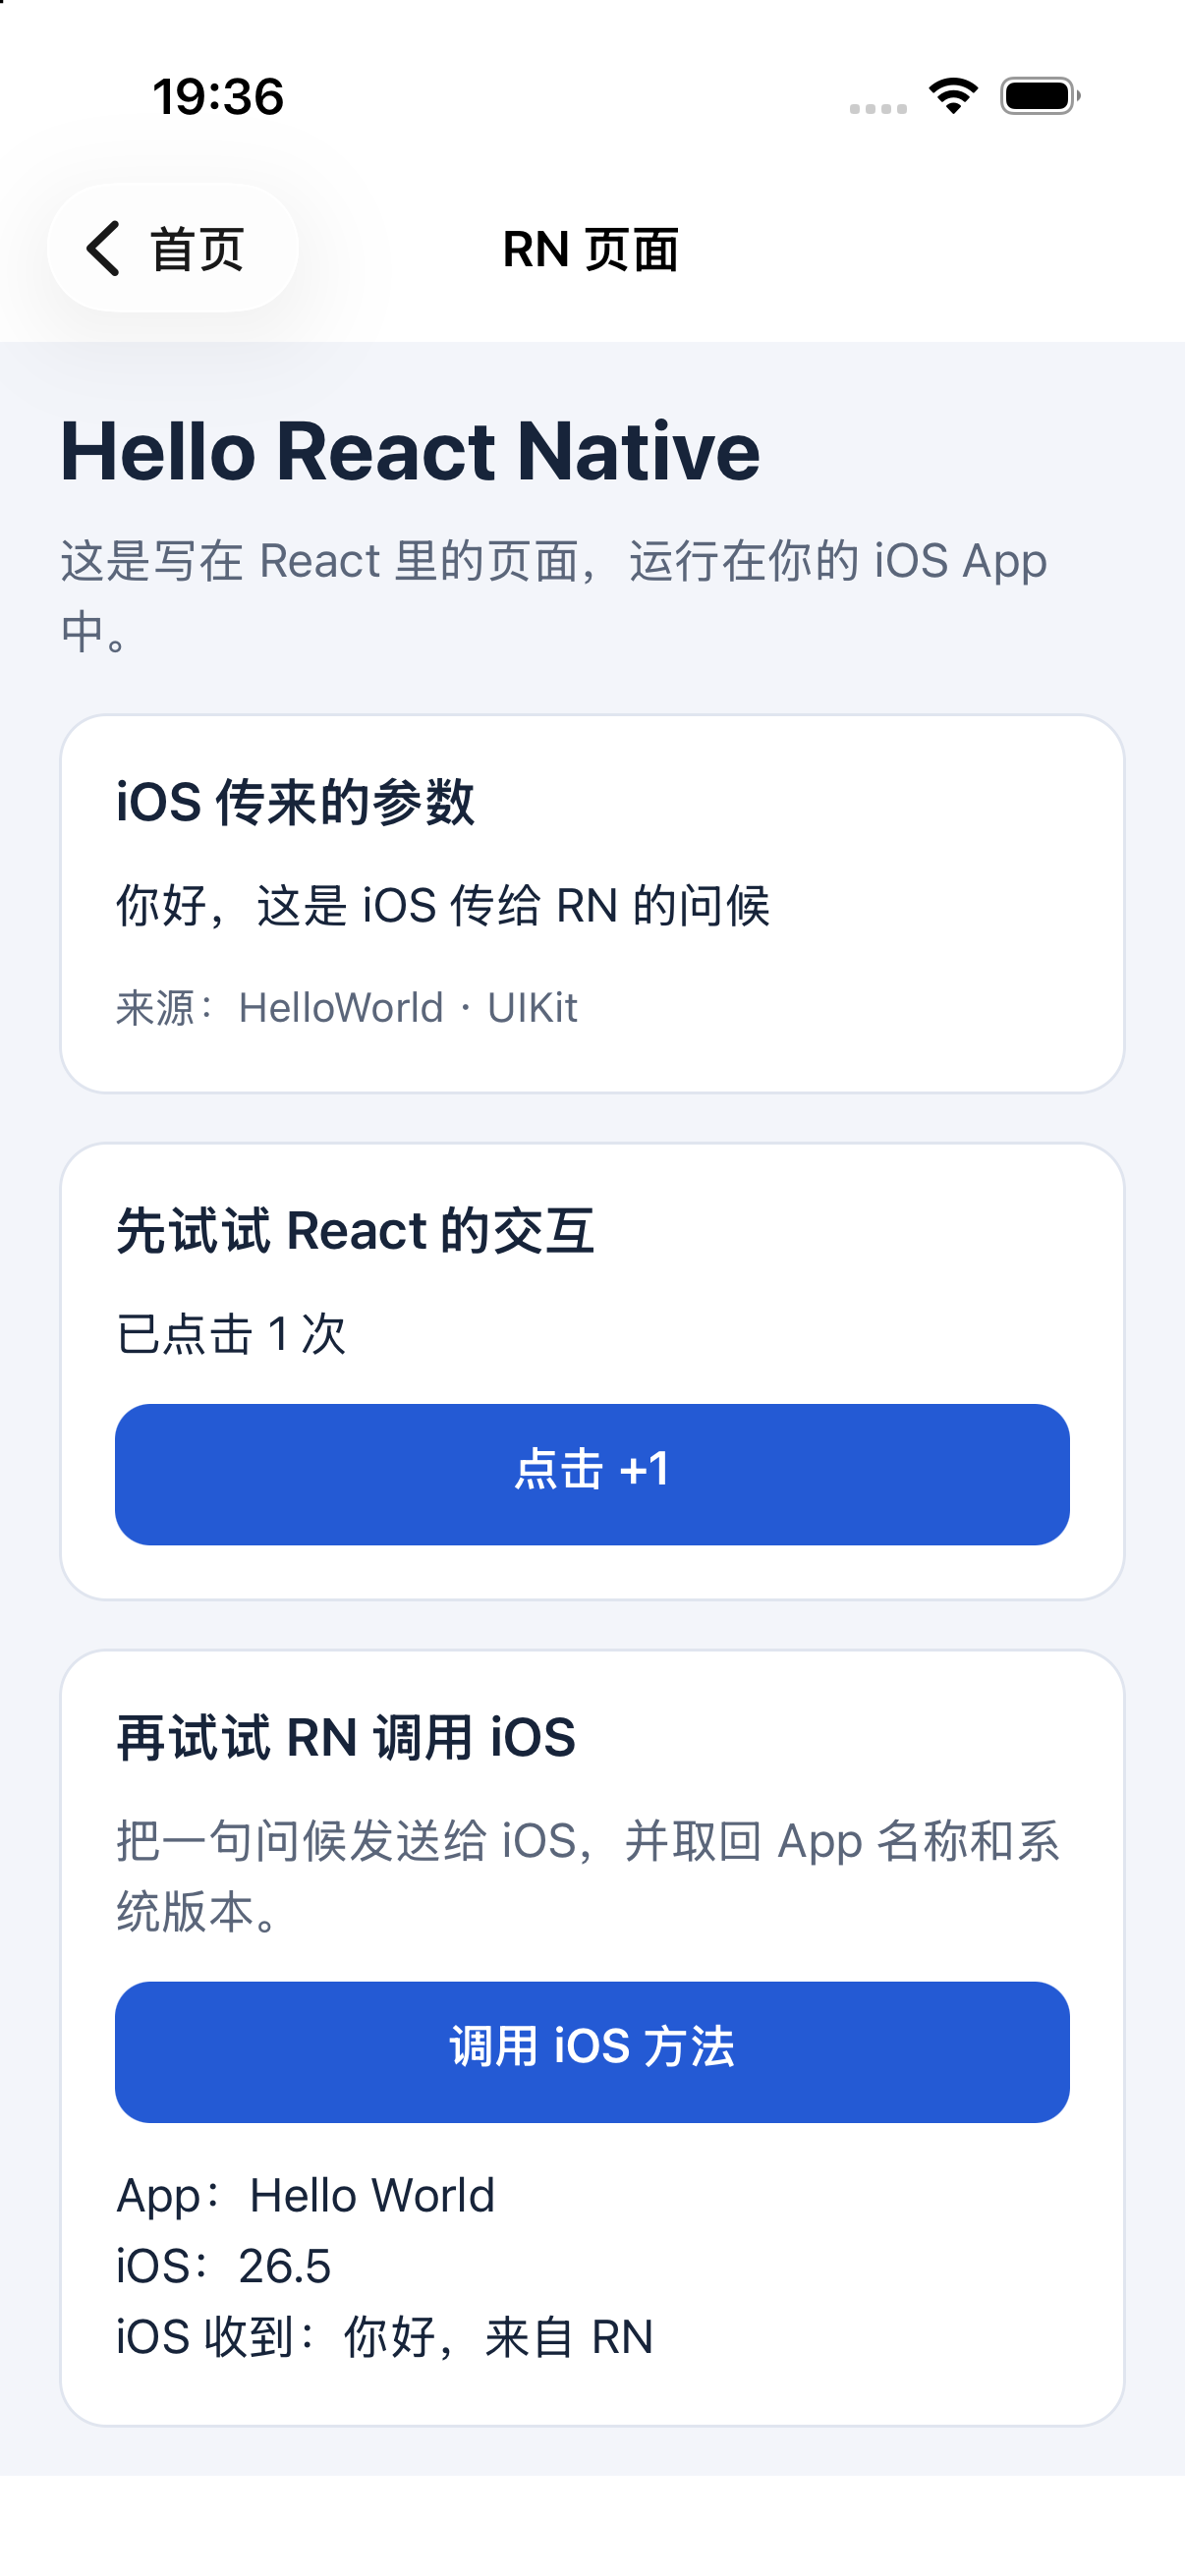 19:36
首页
RN 页面
Hello React Native
这是写在 React 里的页面，运行在你的 iOS App
中。
iOS 传来的参数
你好，这是 iOS 传给 RN 的问候
来源：HelloWorld · UIKit
先试试 React 的交互
已点击 1 次
点击 +1
再试试 RN 调用 iOS
把一句问候发送给 iOS，并取回 App 名称和系
统版本。
调用 iOS 方法
App：Hello World
iOS：26.5
iOS 收到：你好，来自 RN